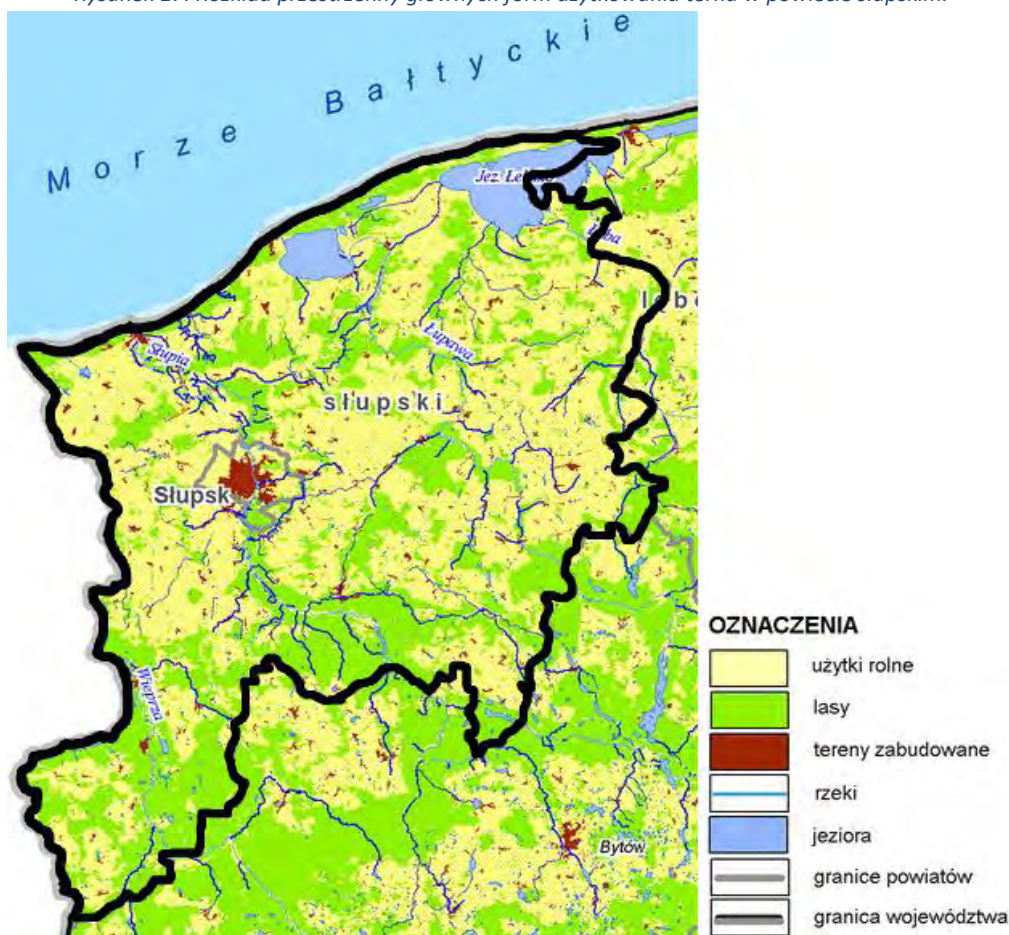 Morze Bałtyckie
Jez. Łebsko
Łeba
Słupia
Łupawa
słupski
Słupsk
Wieprza
Bytów
OZNACZENIA
użytki rolne
lasy
tereny zabudowane
rzeki
jeziora
granice powiatów
granica województwa